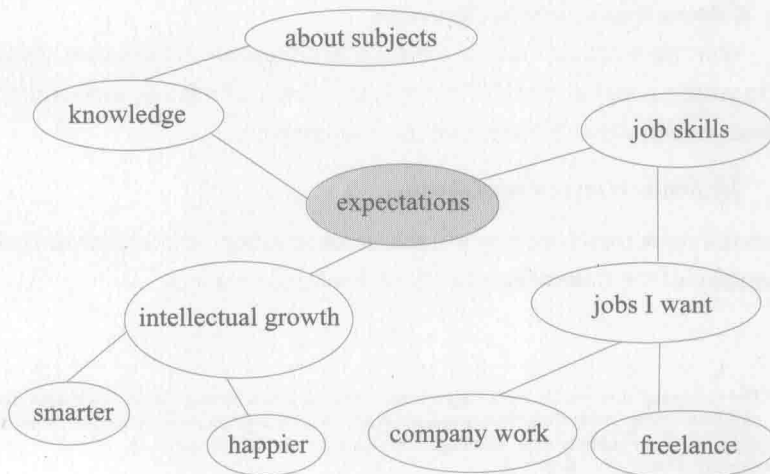 about subjects
knowledge
job skills
expectations
intellectual growth
jobs I want
smarter
happier
company work
freelance